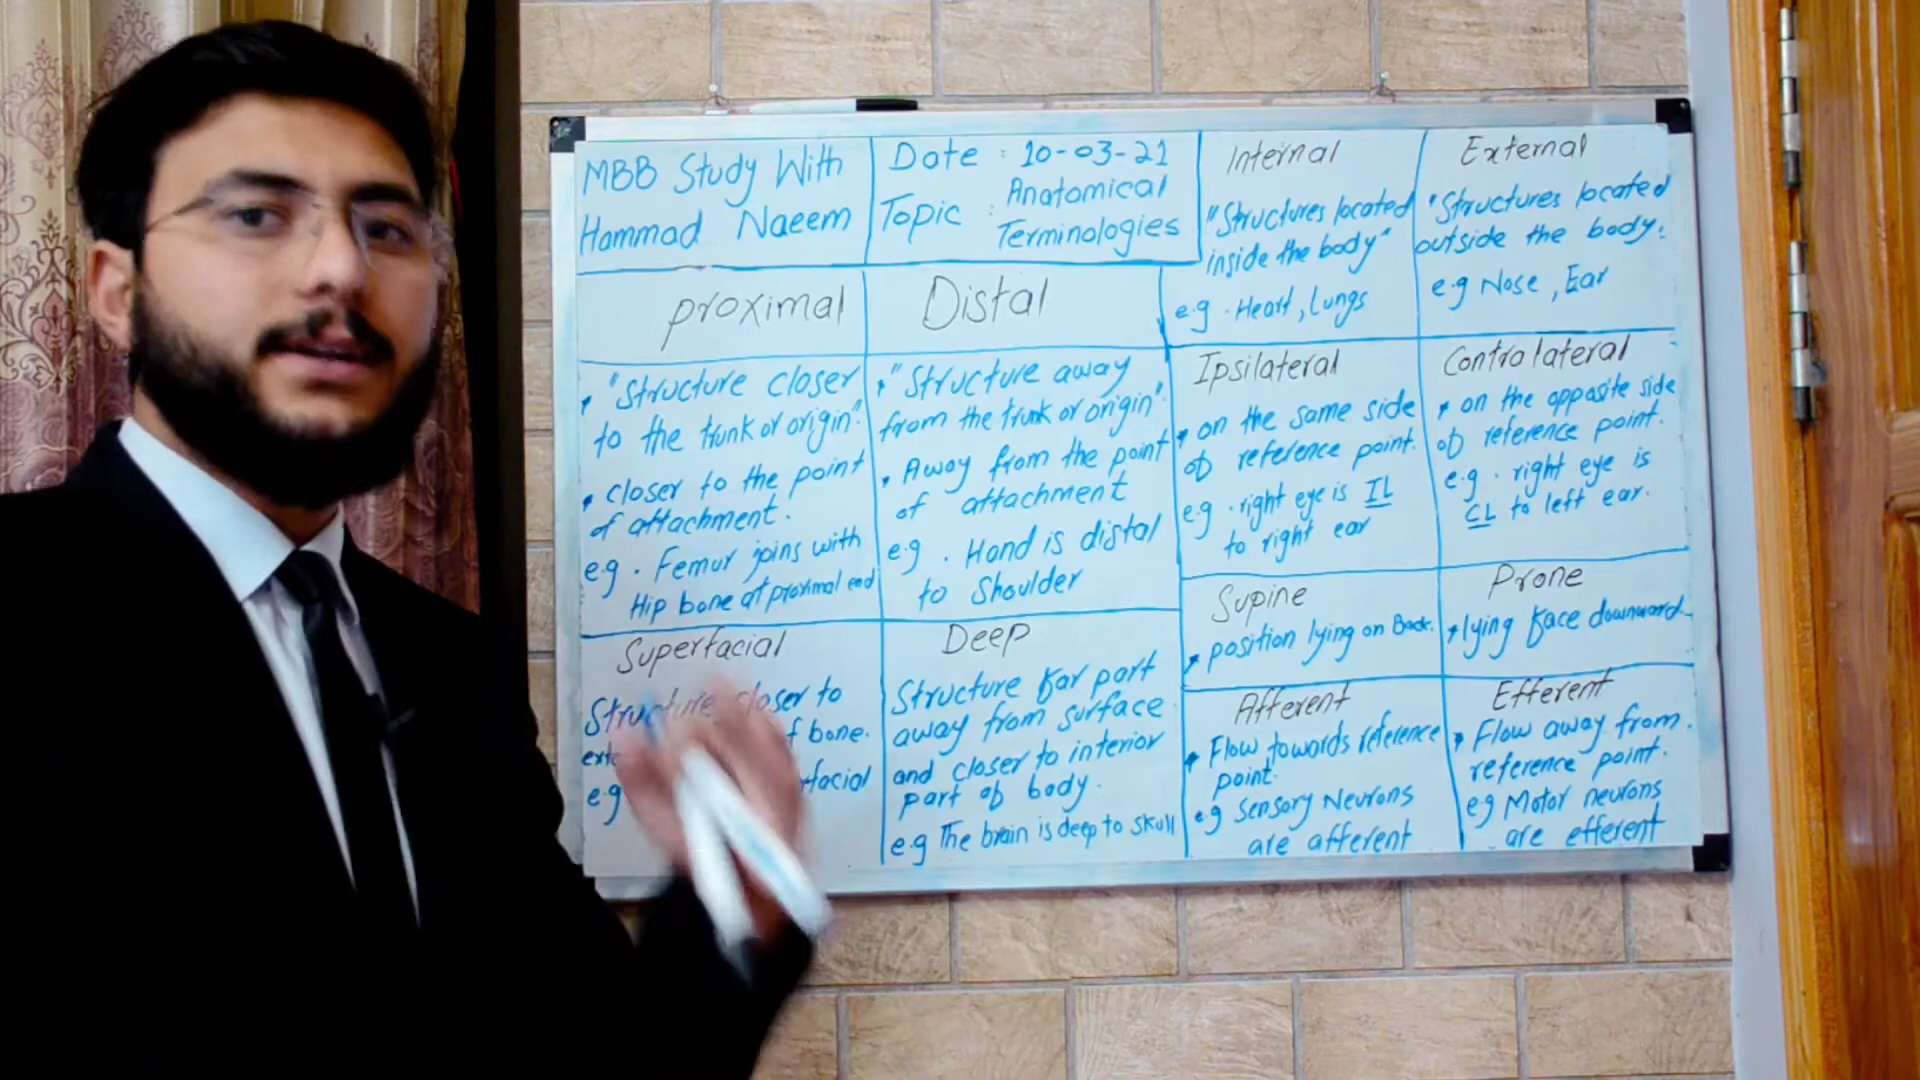 MBB Study With
Hammad Naeem
Date : 10-03-21
Topic : Anatomical
Terminologies
Internal
"Structures located
inside the body"
e.g. Heart, Lungs
External
"Structures located
outside the body.
e.g Nose, Ear
proximal
"Structure closer
to the trunk or origin".
closer to the point
of attachment.
e.g. Femur joins with
Hip bone at proximal end
Distal
"Structure away
from the trunk or origin".
Away from the point
of attachment
e.g. Hand is distal
to Shoulder
Ipsilateral
on the same side
of reference point.
e.g. right eye is IL
to right ear
Contralateral
on the opposite side
of reference point.
e.g. right eye is
CL to left ear.
Superfacial
Structure closer to
f bone.
e.g
Deep
Structure far part
away from surface
and closer to interior
part of body.
e.g The brain is deep to skull
Supine
position lying on Back.
Prone
lying face downward.
Afferent
Flow towards reference
point.
e.g Sensory Neurons
are afferent
Efferent
Flow away from
reference point.
e.g Motor neurons
are efferent